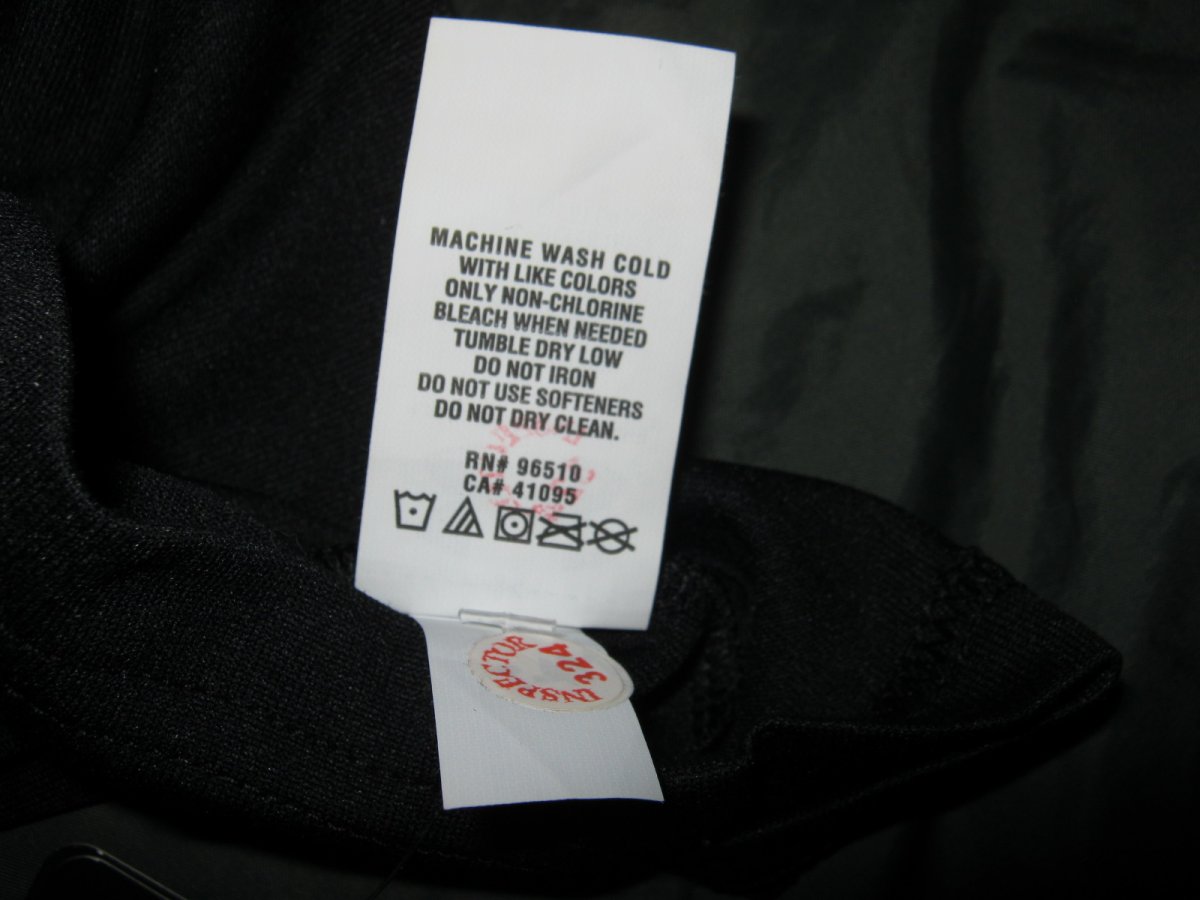 MACHINE WASH COLD
WITH LIKE COLORS
ONLY NON-CHLORINE
BLEACH WHEN NEEDED
TUMBLE DRY LOW
DO NOT IRON
DO NOT USE SOFTENERS
DO NOT DRY CLEAN.
RN# 96510
CA# 41095
INSPECTOR
324